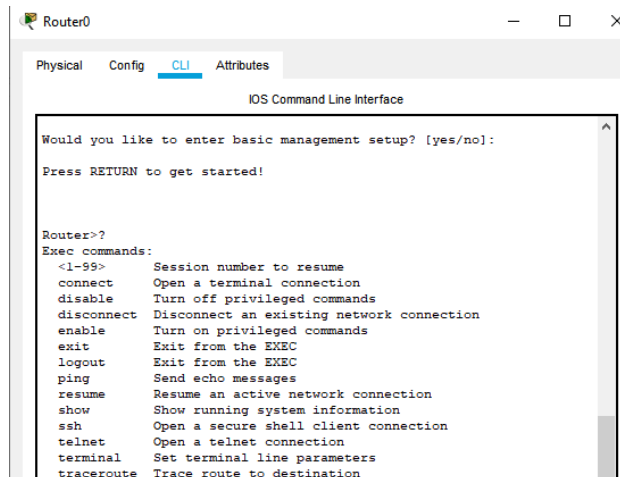 Router0
Physical Config CLI Attributes
IOS Command Line Interface
Would you like to enter basic management setup? [yes/no]:
Press RETURN to get started!
Router>?
Exec commands:
<1-99> Session number to resume
connect Open a terminal connection
disable Turn off privileged commands
disconnect Disconnect an existing network connection
enable Turn on privileged commands
exit Exit from the EXEC
logout Exit from the EXEC
ping Send echo messages
resume Resume an active network connection
show Show running system information
ssh Open a secure shell client connection
telnet Open a telnet connection
terminal Set terminal line parameters
traceroute Trace route to destination